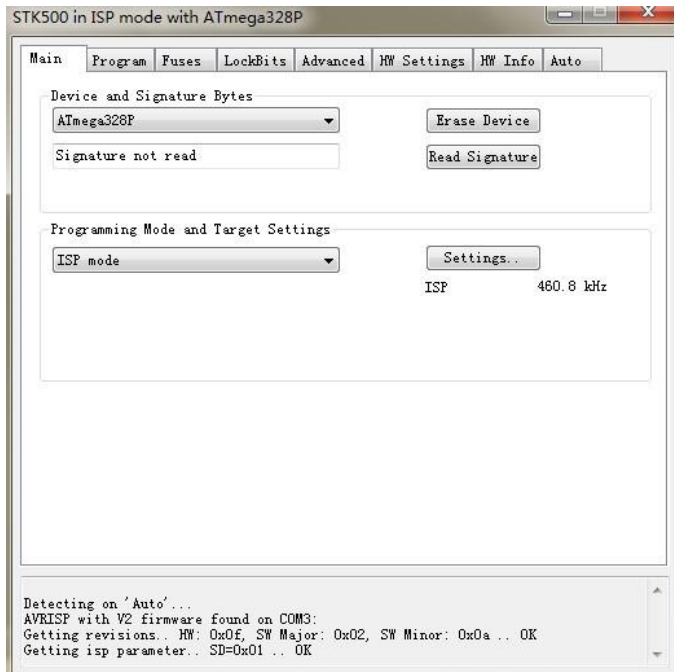 STK500 in ISP mode with ATmega328P
Main Program Fuses LockBits Advanced HW Settings HW Info Auto
Device and Signature Bytes
ATmega328P Erase Device
Signature not read Read Signature
Programming Mode and Target Settings
ISP mode Settings..
ISP 460.8 kHz
Detecting on 'Auto'...
AVRISP with V2 firmware found on COM3:
Getting revisions.. HW: 0x0f, SW Major: 0x02, SW Minor: 0x0a .. OK
Getting isp parameter.. SD=0x01 .. OK